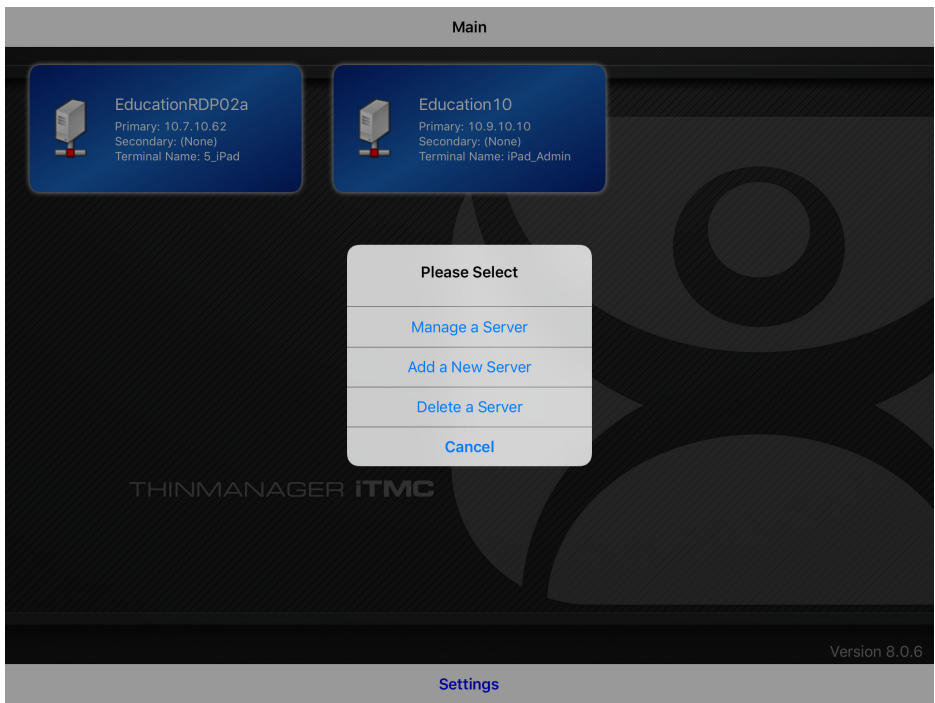 Main
EducationRDP02a
Primary: 10.7.10.62
Secondary: (None)
Terminal Name: 5_iPad
Education10
Primary: 10.9.10.10
Secondary: (None)
Terminal Name: iPad_Admin
Please Select
Manage a Server
Add a New Server
Delete a Server
Cancel
THINMANAGER iTMC
Version 8.0.6
Settings